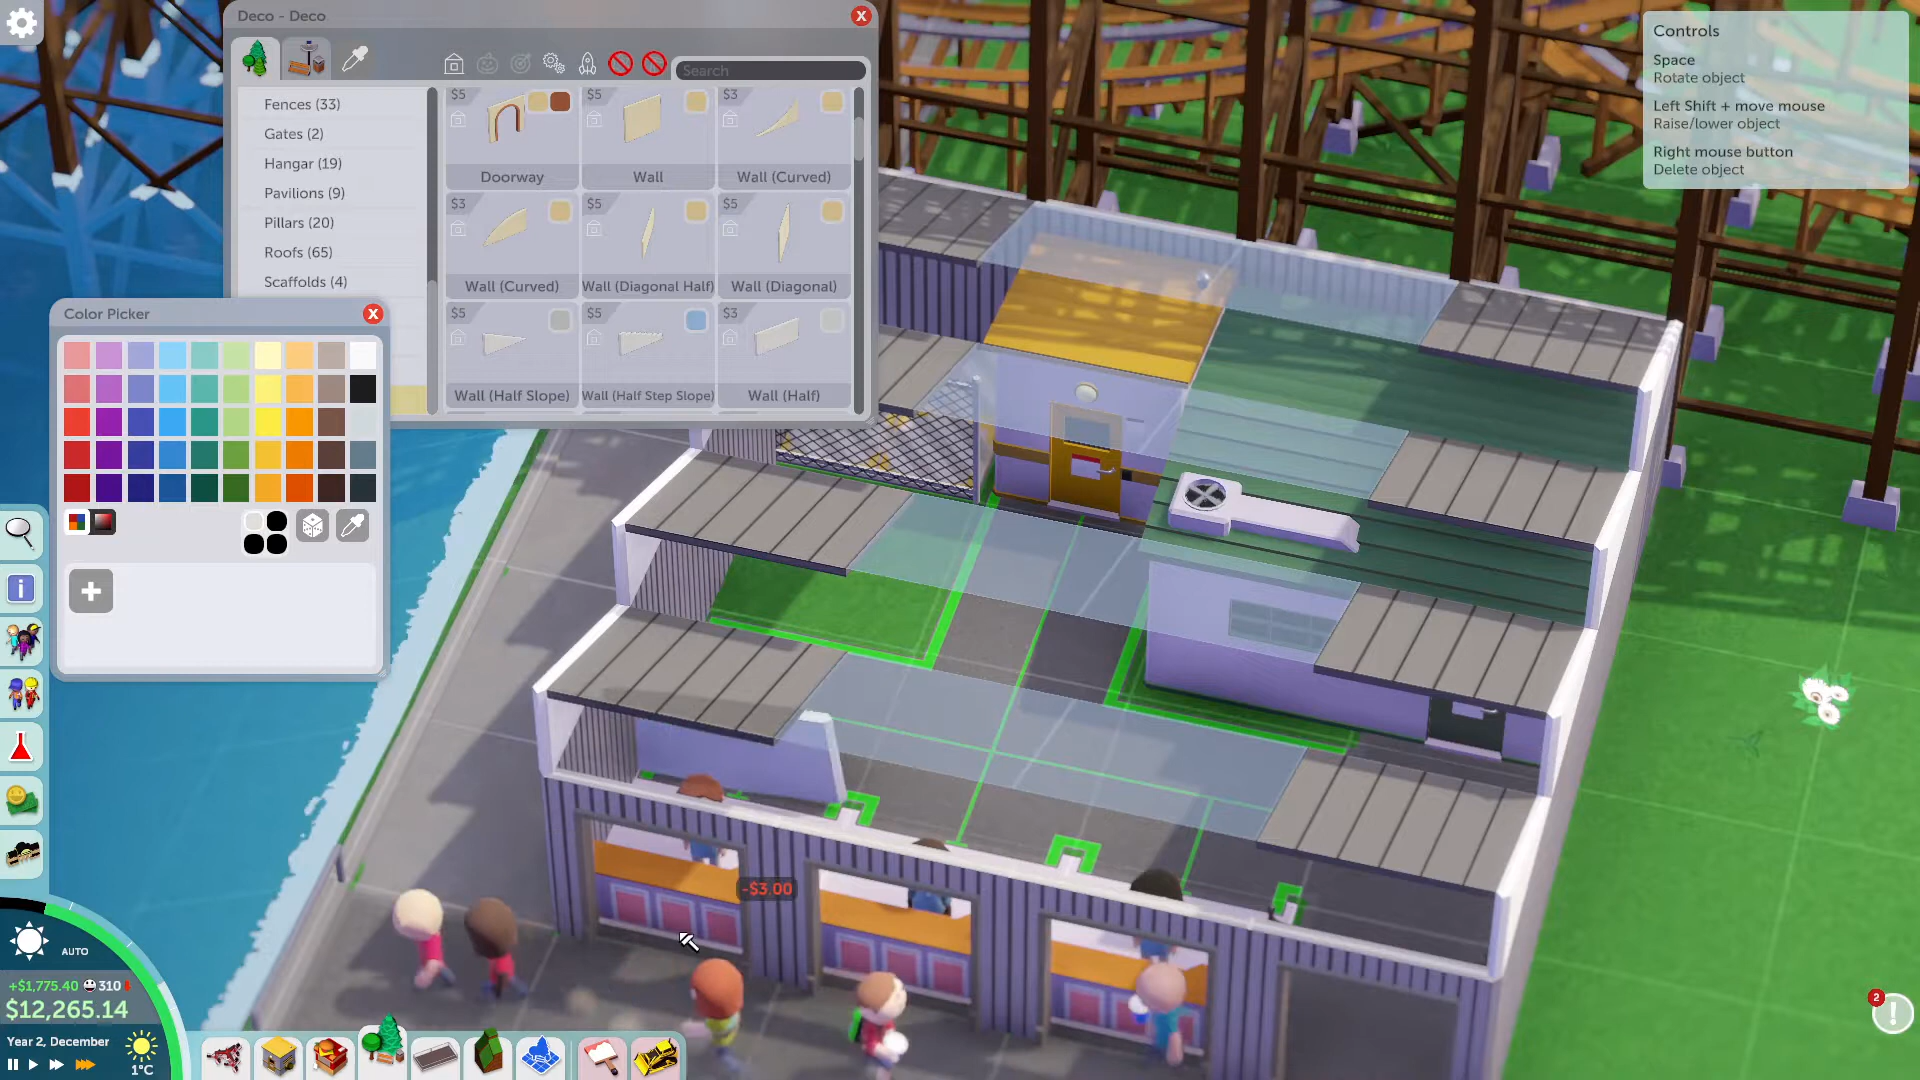 Deco - Deco
X
Search
Fences (33)
Gates (2)
Hangar (19)
Pavilions (9)
Pillars (20)
Roofs (65)
Scaffolds (4)
$5
Doorway
$5
Wall
$3
Wall (Curved)
$3
Wall (Curved)
$5
Wall (Diagonal Half)
$5
Wall (Diagonal)
$5
Wall (Half Slope)
$5
Wall (Half Step Slope)
$3
Wall (Half)
Color Picker
X
Controls
Space
Rotate object
Left Shift + move mouse
Raise/lower object
Right mouse button
Delete object
-$3.00
AUTO
+$1,775.40 310
$12,265.14
Year 2, December
1°C
2